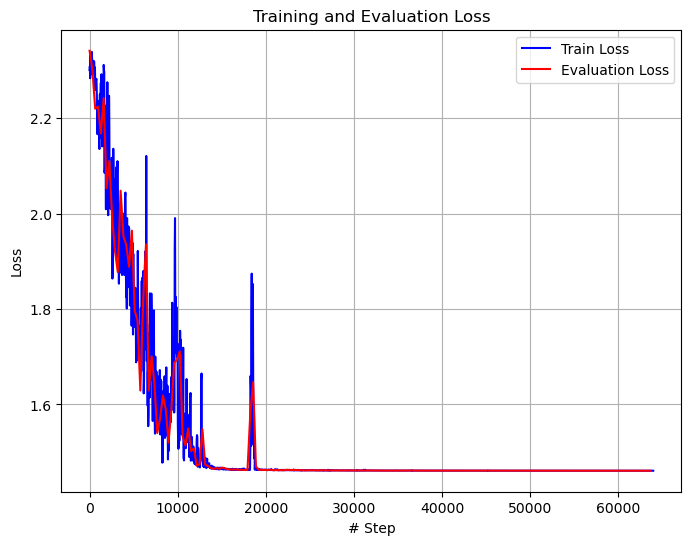 Training and Evaluation Loss
Train Loss
Evaluation Loss
Loss
2.2
2.0
1.8
1.6
0 10000 20000 30000 40000 50000 60000
# Step